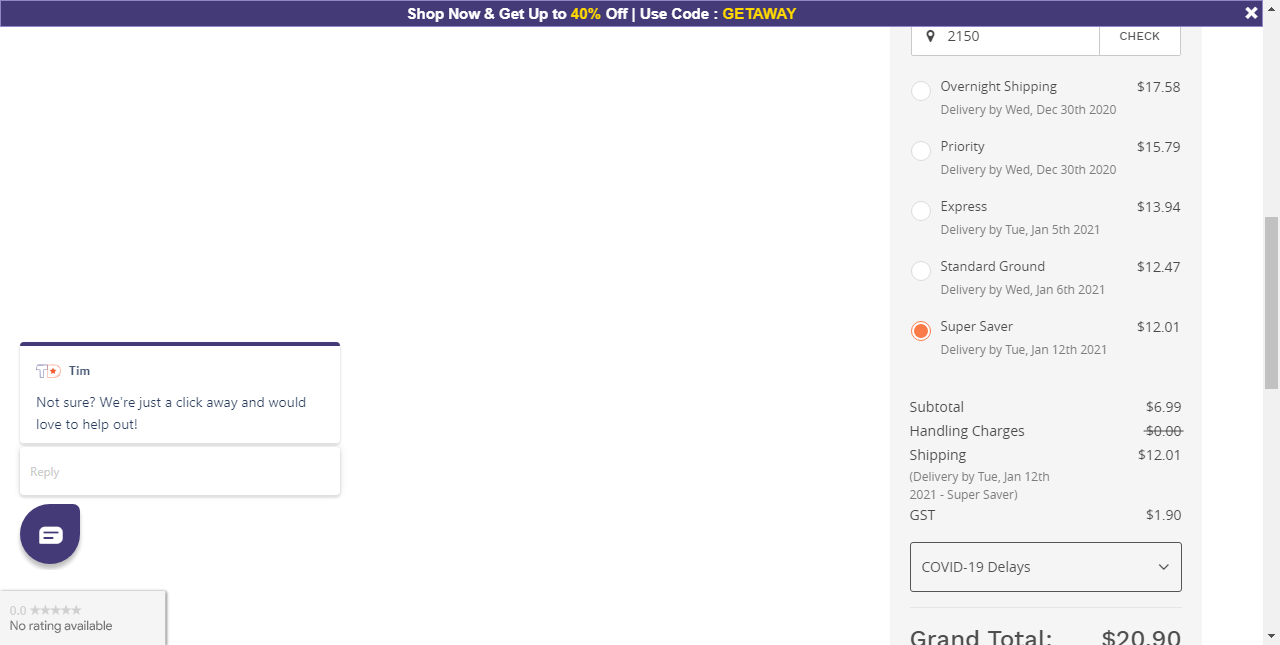 Shop Now & Get Up to 40% Off | Use Code : GETAWAY
2150 CHECK
Overnight Shipping $17.58
Delivery by Wed, Dec 30th 2020
Priority $15.79
Delivery by Wed, Dec 30th 2020
Express $13.94
Delivery by Tue, Jan 5th 2021
Standard Ground $12.47
Delivery by Wed, Jan 6th 2021
Super Saver $12.01
Delivery by Tue, Jan 12th 2021
Subtotal $6.99
Handling Charges $0.00
Shipping $12.01
(Delivery by Tue, Jan 12th
2021 - Super Saver)
GST $1.90
COVID-19 Delays
Grand Total: $20.90
TD Tim
Not sure? We're just a click away and would
love to help out!
Reply
0.0 ★★★★★
No rating available